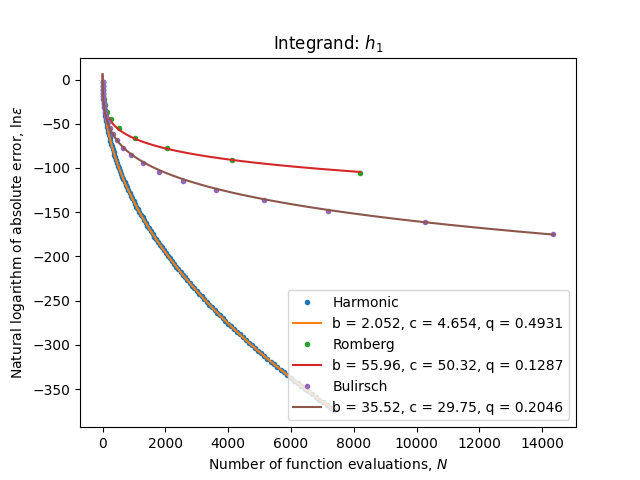 Integrand: h₁
Natural logarithm of absolute error, lnε
0
−50
−100
−150
−200
−250
−300
−350
Harmonic
b = 2.052, c = 4.654, q = 0.4931
Romberg
b = 55.96, c = 50.32, q = 0.1287
Bulirsch
b = 35.52, c = 29.75, q = 0.2046
0 2000 4000 6000 8000 10000 12000 14000
Number of function evaluations, N